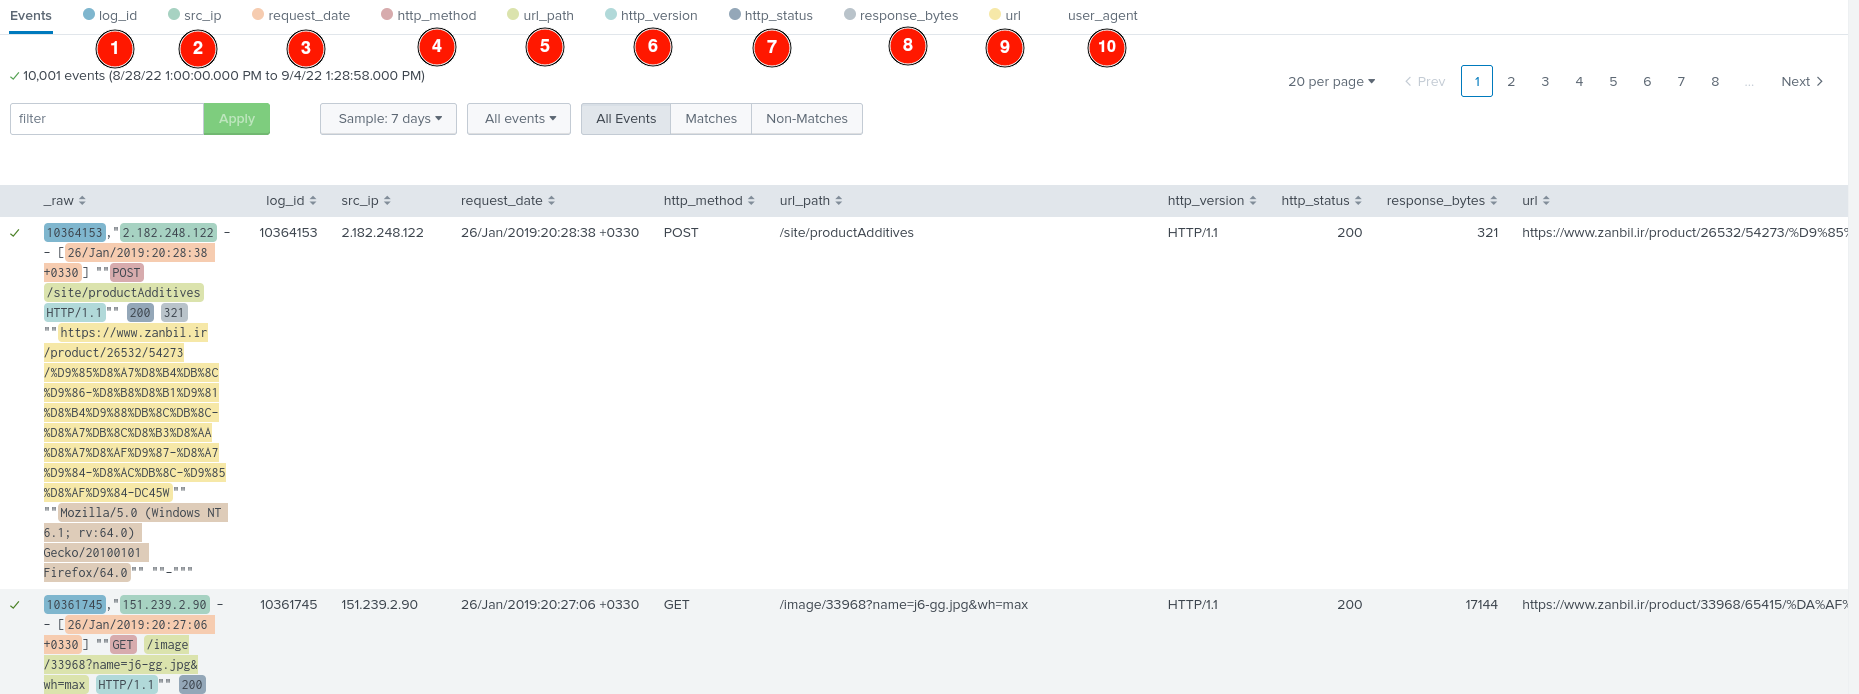 Events log_id src_ip request_date http_method url_path http_version http_status response_bytes url user_agent
1 2 3 4 5 6 7 8 9 10
10,001 events (8/28/22 1:00:00.000 PM to 9/4/22 1:28:58.000 PM)
20 per page Prev 1 2 3 4 5 6 7 8 ... Next
filter Apply Sample: 7 days All events All Events Matches Non-Matches
_raw log_id src_ip request_date http_method url_path http_version http_status response_bytes url
10364153,"2.182.248.122 - 10364153 2.182.248.122 26/Jan/2019:20:28:38 +0330 POST /site/productAdditives HTTP/1.1 200 321 https://www.zanbil.ir/product/26532/54273/%D9%85%
- [26/Jan/2019:20:28:38
+0330] ""POST
/site/productAdditives
HTTP/1.1"" 200 321
""https://www.zanbil.ir
/product/26532/54273
/%D9%85%D8%A7%D8%B4%DB%8C
%D9%86-%D8%B8%D8%B1%D9%81
%D8%B4%D9%88%DB%8C%DB%8C-
%D8%A7%DB%8C%D8%B3%D8%AA
%D8%A7%D8%AF%D9%87-%D8%A7
%D9%84-%D8%AC%DB%8C-%D9%85
%D8%AF%D9%84-DC45W""
""Mozilla/5.0 (Windows NT
6.1; rv:64.0)
Gecko/20100101
Firefox/64.0"" ""-"""
10361745,"151.239.2.90 - 10361745 151.239.2.90 26/Jan/2019:20:27:06 +0330 GET /image/33968?name=j6-gg.jpg&wh=max HTTP/1.1 200 17144 https://www.zanbil.ir/product/33968/65415/%DA%AF%
- [26/Jan/2019:20:27:06
+0330] ""GET /image
/33968?name=j6-gg.jpg&
wh=max HTTP/1.1"" 200